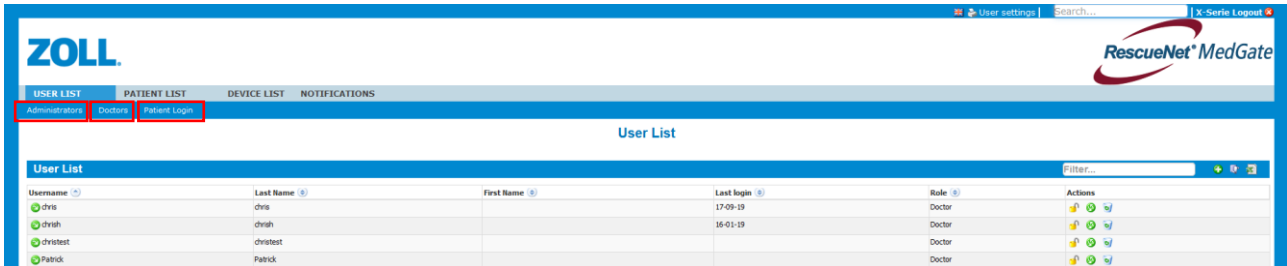 User settings | Search... | X-Serie Logout
ZOLL.
RescueNet® MedGate
USER LIST PATIENT LIST DEVICE LIST NOTIFICATIONS
Administrators Doctors Patient Login
User List
User List Filter...
Username Last Name First Name Last login Role Actions
chris chris 17-09-19 Doctor
chrish chrish 16-01-19 Doctor
christest christest Doctor
Patrick Patrick Doctor